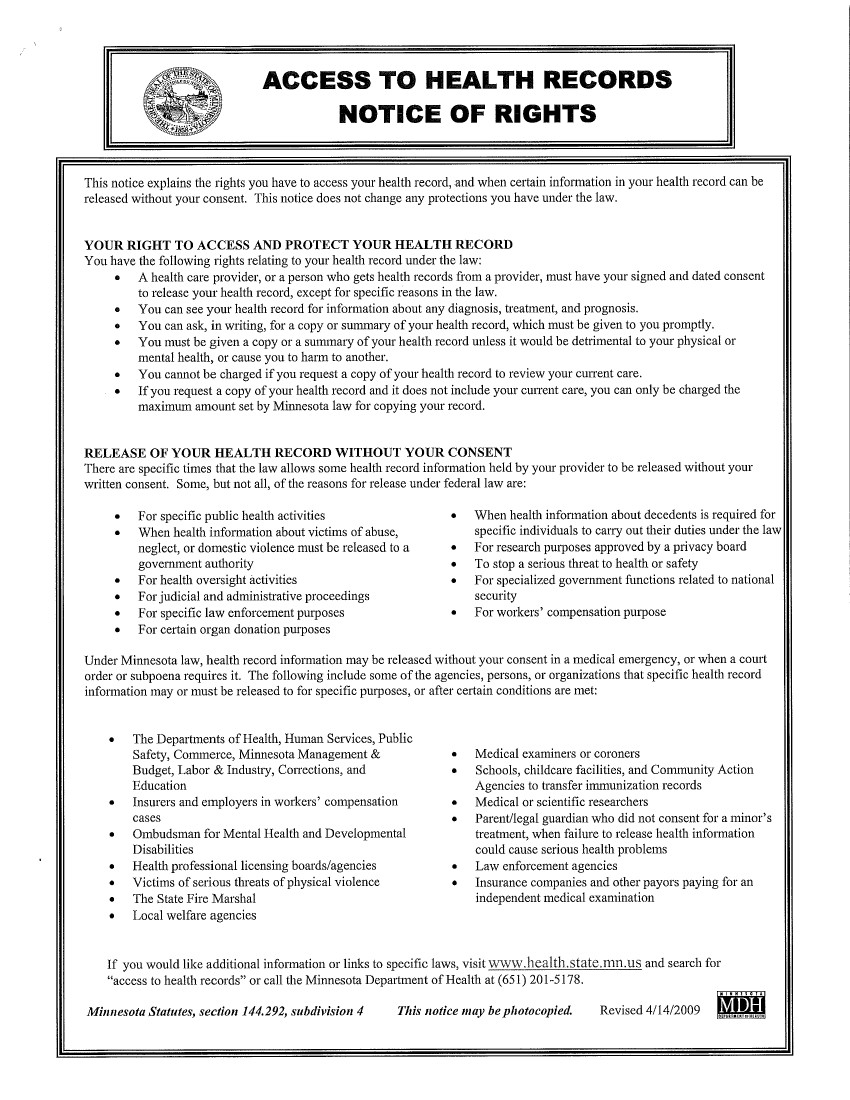 ACCESS TO HEALTH RECORDS
NOTICE OF RIGHTS
This notice explains the rights you have to access your health record, and when certain information in your health record can be
released without your consent. This notice does not change any protections you have under the law.
YOUR RIGHT TO ACCESS AND PROTECT YOUR HEALTH RECORD
You have the following rights relating to your health record under the law:
• A health care provider, or a person who gets health records from a provider, must have your signed and dated consent
to release your health record, except for specific reasons in the law.
• You can see your health record for information about any diagnosis, treatment, and prognosis.
• You can ask, in writing, for a copy or summary of your health record, which must be given to you promptly.
• You must be given a copy or a summary of your health record unless it would be detrimental to your physical or
mental health, or cause you to harm to another.
• You cannot be charged if you request a copy of your health record to review your current care.
• If you request a copy of your health record and it does not include your current care, you can only be charged the
maximum amount set by Minnesota law for copying your record.
RELEASE OF YOUR HEALTH RECORD WITHOUT YOUR CONSENT
There are specific times that the law allows some health record information held by your provider to be released without your
written consent. Some, but not all, of the reasons for release under federal law are:
• For specific public health activities
• When health information about victims of abuse,
neglect, or domestic violence must be released to a
government authority
• For health oversight activities
• For judicial and administrative proceedings
• For specific law enforcement purposes
• For certain organ donation purposes
• When health information about decedents is required for
specific individuals to carry out their duties under the law
• For research purposes approved by a privacy board
• To stop a serious threat to health or safety
• For specialized government functions related to national
security
• For workers' compensation purpose
Under Minnesota law, health record information may be released without your consent in a medical emergency, or when a court
order or subpoena requires it. The following include some of the agencies, persons, or organizations that specific health record
information may or must be released to for specific purposes, or after certain conditions are met:
• The Departments of Health, Human Services, Public
Safety, Commerce, Minnesota Management &
Budget, Labor & Industry, Corrections, and
Education
• Insurers and employers in workers' compensation
cases
• Ombudsman for Mental Health and Developmental
Disabilities
• Health professional licensing boards/agencies
• Victims of serious threats of physical violence
• The State Fire Marshal
• Local welfare agencies
• Medical examiners or coroners
• Schools, childcare facilities, and Community Action
Agencies to transfer immunization records
• Medical or scientific researchers
• Parent/legal guardian who did not consent for a minor's
treatment, when failure to release health information
could cause serious health problems
• Law enforcement agencies
• Insurance companies and other payors paying for an
independent medical examination
If you would like additional information or links to specific laws, visit www.health.state.mn.us and search for
"access to health records" or call the Minnesota Department of Health at (651) 201-5178.
Minnesota Statutes, section 144.292, subdivision 4 This notice may be photocopied. Revised 4/14/2009
MINNESOTA
MDH
DEPARTMENT OF HEALTH